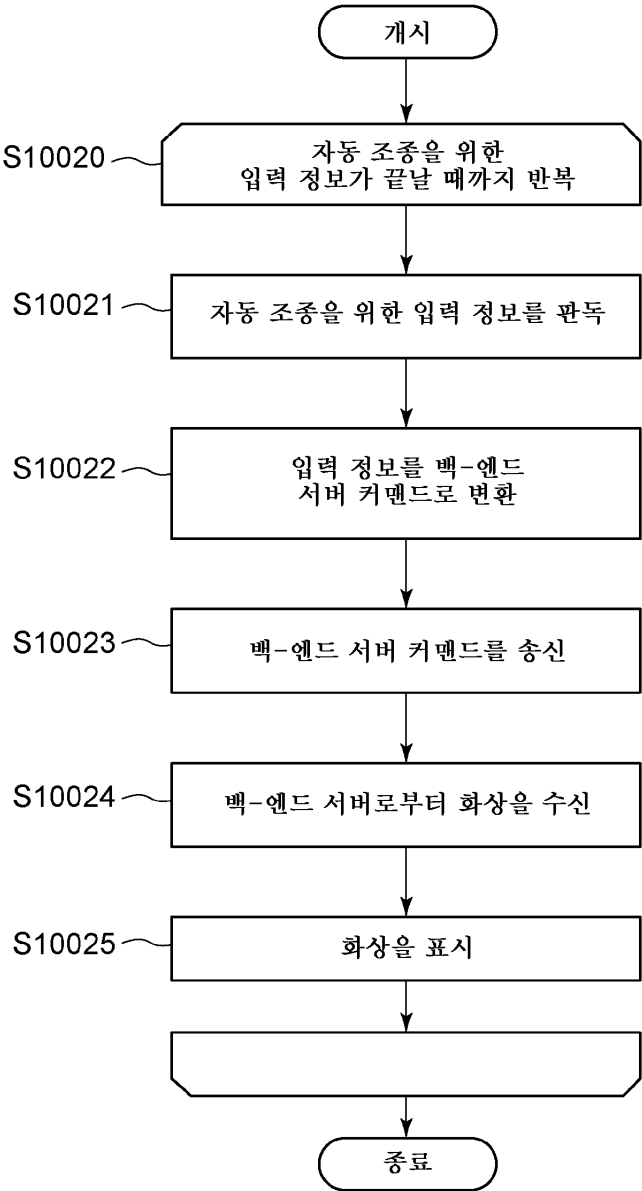 개시
S10020
자동 조종을 위한
입력 정보가 끝날 때까지 반복
S10021
자동 조종을 위한 입력 정보를 판독
S10022
입력 정보를 백-엔드
서버 커맨드로 변환
S10023
백-엔드 서버 커맨드를 송신
S10024
백-엔드 서버로부터 화상을 수신
S10025
화상을 표시
종료